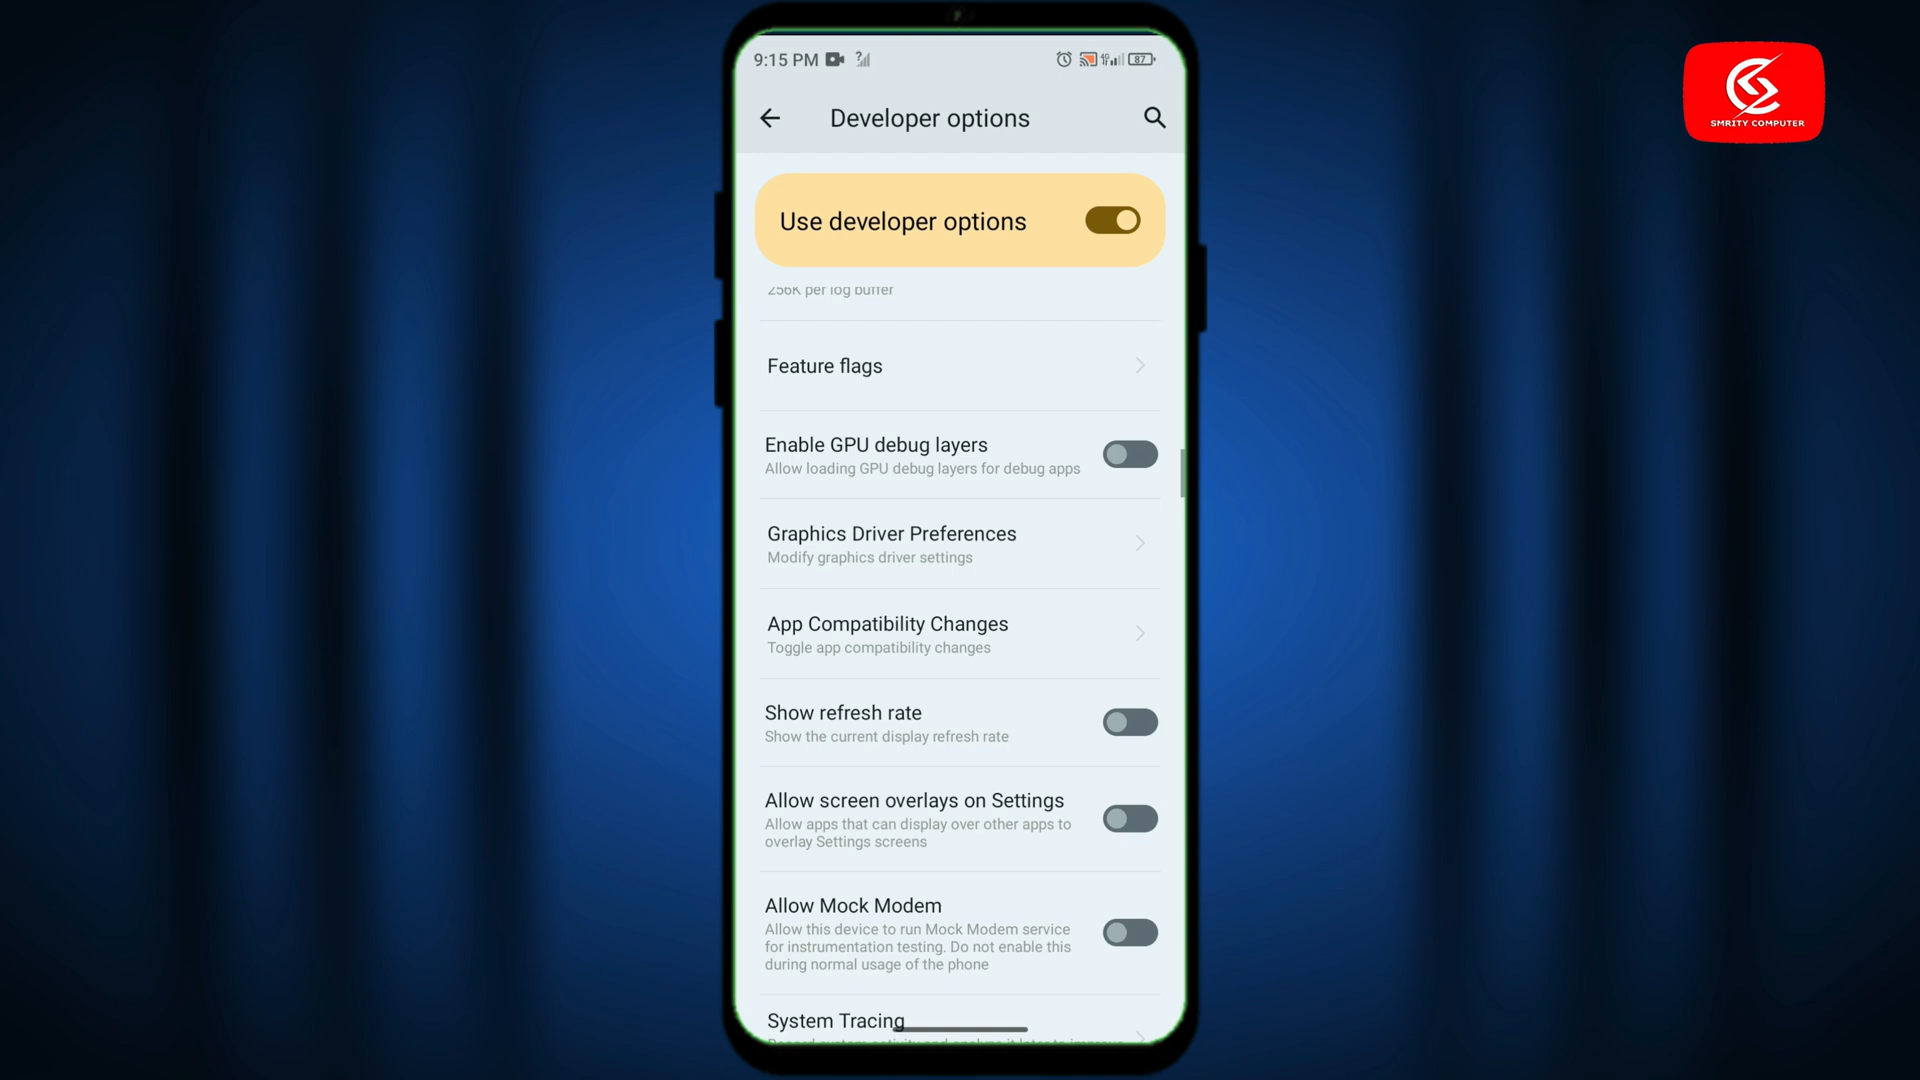 9:15 PM
87
Developer options
SMRITY COMPUTER
Use developer options
256K per log buffer
Feature flags
Enable GPU debug layers
Allow loading GPU debug layers for debug apps
Graphics Driver Preferences
Modify graphics driver settings
App Compatibility Changes
Toggle app compatibility changes
Show refresh rate
Show the current display refresh rate
Allow screen overlays on Settings
Allow apps that can display over other apps to
overlay Settings screens
Allow Mock Modem
Allow this device to run Mock Modem service
for instrumentation testing. Do not enable this
during normal usage of the phone
System Tracing